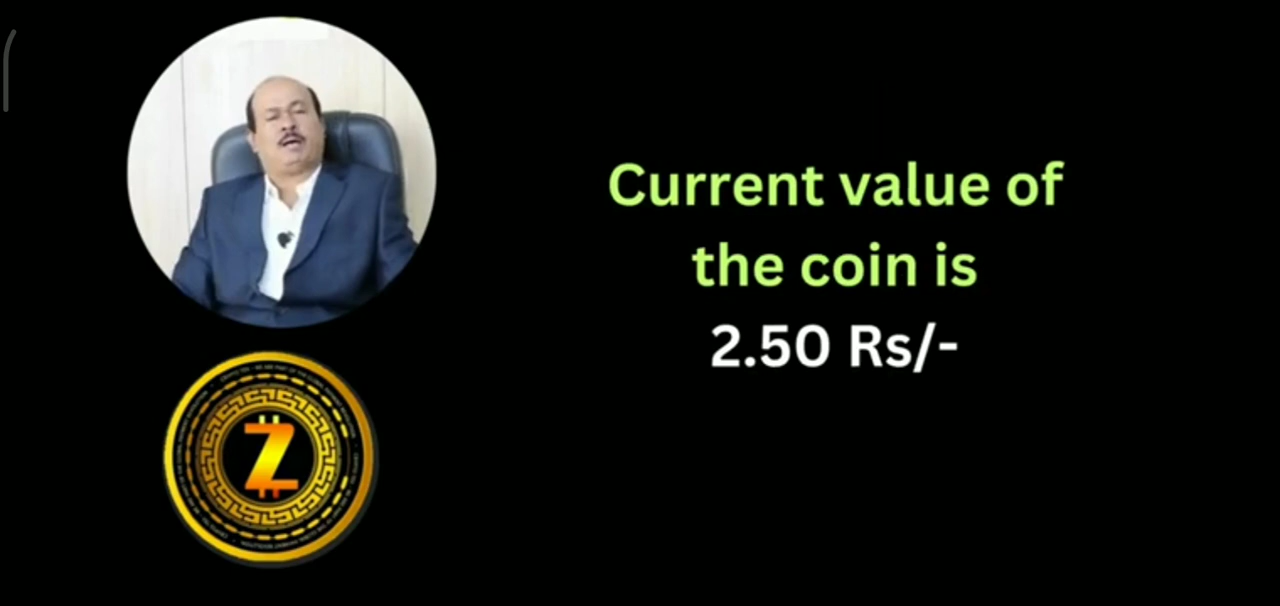 Current value of
the coin is
2.50 Rs/-
Z